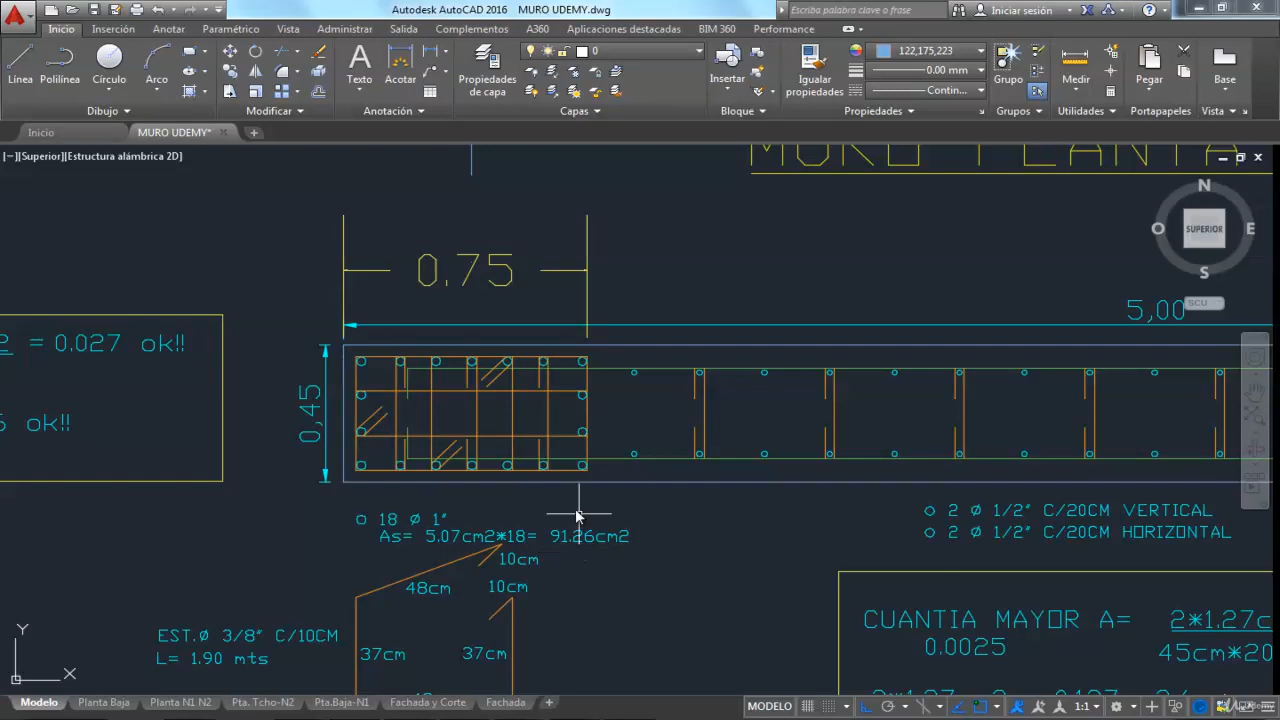 Autodesk AutoCAD 2016 MURO UDEMY.dwg
Escriba palabra clave o frase
Iniciar sesión
Inicio Inserción Anotar Paramétrico Vista Administrar Salida Complementos A360 Aplicaciones destacadas BIM 360 Performance
Línea Polilínea Círculo Arco
Texto Acotar
Propiedades de capa
0
Insertar
Igualar propiedades
122,175,223
0.00 mm
Contin...
Grupo
Medir
Pegar
Base
Dibujo Modificar Anotación Capas Bloque Propiedades Grupos Utilidades Portapapeles Vista
Inicio MURO UDEMY*
[−][Superior][Estructura alámbrica 2D]
MURO PLANTA
N
O SUPERIOR E
S
SCU
0.75
5,00
2 = 0.027 ok!!
0,45
ok!!
18 Ø 1"
As= 5.07cm2*18= 91.26cm2
2 Ø 1/2" C/20CM VERTICAL
2 Ø 1/2" C/20CM HORIZONTAL
10cm
48cm 10cm
EST.Ø 3/8" C/10CM
L= 1.90 mts
37cm 37cm
CUANTIA MAYOR A= 2*1.27c
0.0025 45cm*20
Y
X
Modelo Planta Baja Planta N1 N2 Pta. Tcho-N2 Pta.Baja-N1 Fachada y Corte Fachada
MODELO
1:1